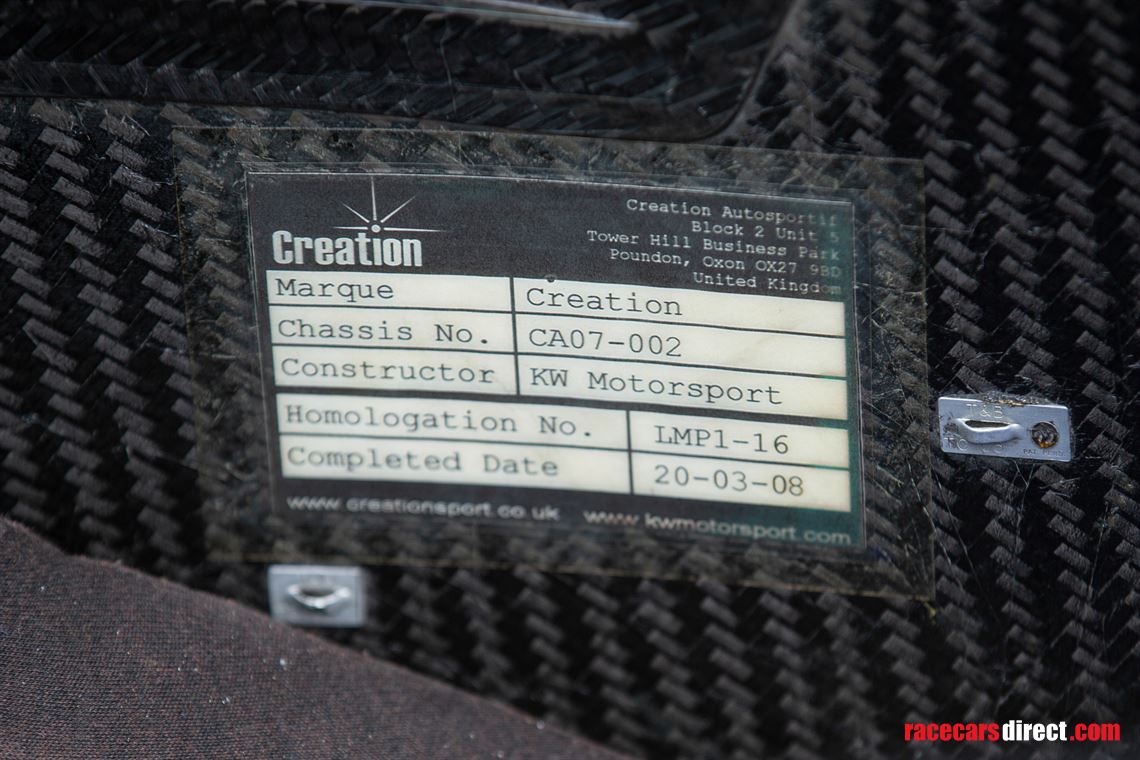 Creation
Creation Autosportif
Block 2 Unit 5
Tower Hill Business Park
Poundon, Oxon OX27 9BD
United Kingdom
Marque Creation
Chassis No. CA07-002
Constructor KW Motorsport
Homologation No. LMP1-16
Completed Date 20-03-08
www.creationsport.co.uk www.kwmotorsport.com
T&B
PAT. PEND
racecarsdirect.com